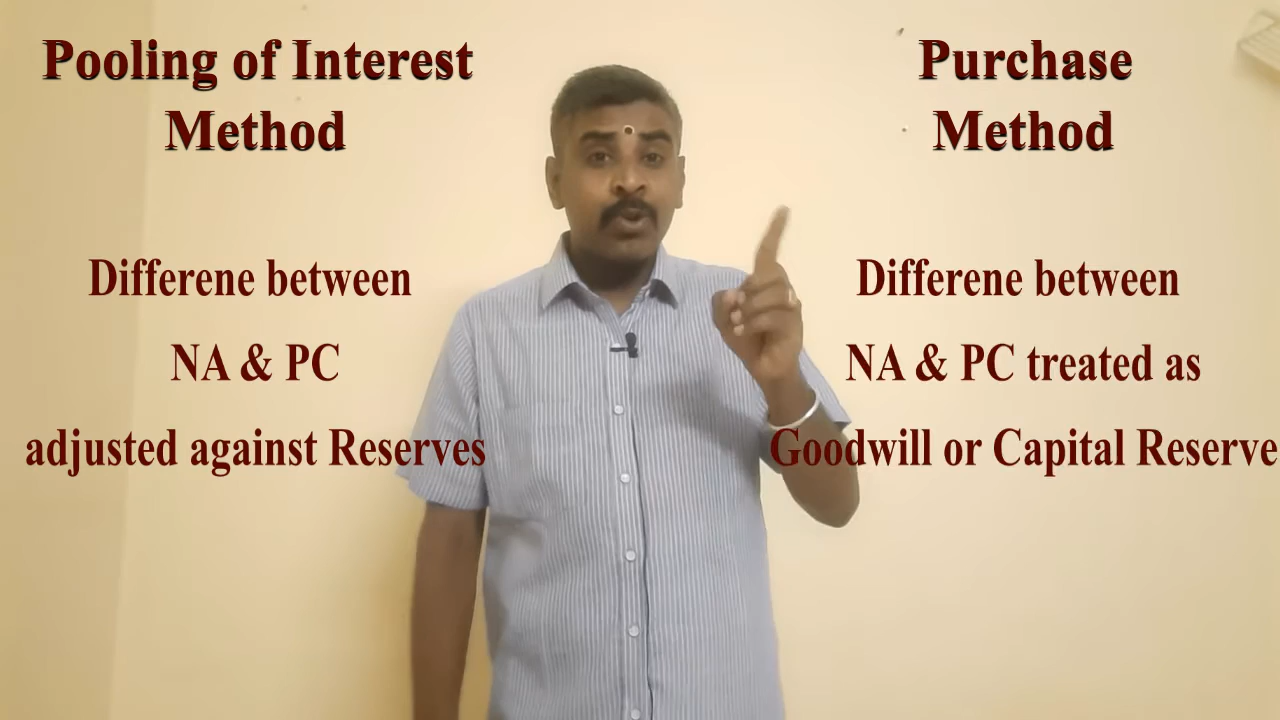 Pooling of Interest
Method
Differene between
NA & PC
adjusted against Reserves
Purchase
Method
Differene between
NA & PC treated as
Goodwill or Capital Reserve